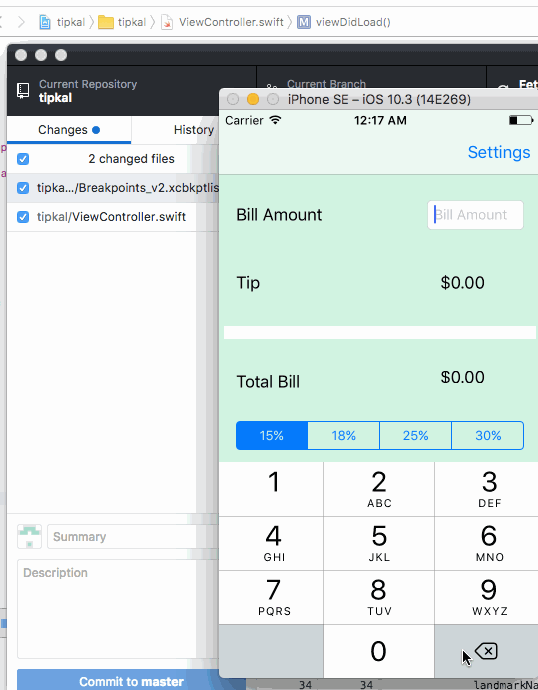 tipkal tipkal ViewController.swift M viewDidLoad()
Current Repository
tipkal
Current Branch
Fet
Changes
History
2 changed files
tipka.../Breakpoints_v2.xcbkptlis
tipkal/ViewController.swift
Summary
Description
Commit to master
iPhone SE – iOS 10.3 (14E269)
Carrier 12:17 AM
Settings
Bill Amount Bill Amount
Tip $0.00
Total Bill $0.00
15% 18% 25% 30%
1 2 3
ABC DEF
4 5 6
GHI JKL MNO
7 8 9
PQRS TUV WXYZ
0
34 34 landmarkNa